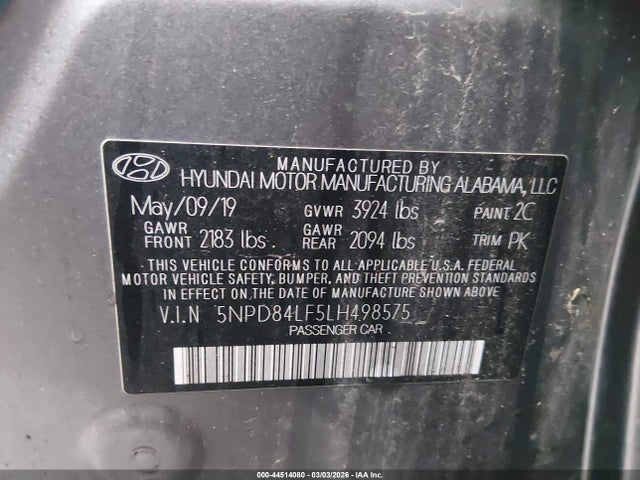 MANUFACTURED BY
HYUNDAI MOTOR MANUFACTURING ALABAMA, LLC
May/09/19 GVWR 3924 lbs PAINT 2C
GAWR FRONT 2183 lbs. GAWR REAR 2094 lbs TRIM PK
THIS VEHICLE CONFORMS TO ALL APPLICABLE U.S.A. FEDERAL
MOTOR VEHICLE SAFETY, BUMPER, AND THEFT PREVENTION STANDARDS
IN EFFECT ON THE DATE OF MANUFACTURE SHOWN ABOVE.
V.I.N 5NPD84LF5LH498575
PASSENGER CAR
000-44514080 - 03/03/2026 - Copyright IAA, Inc.